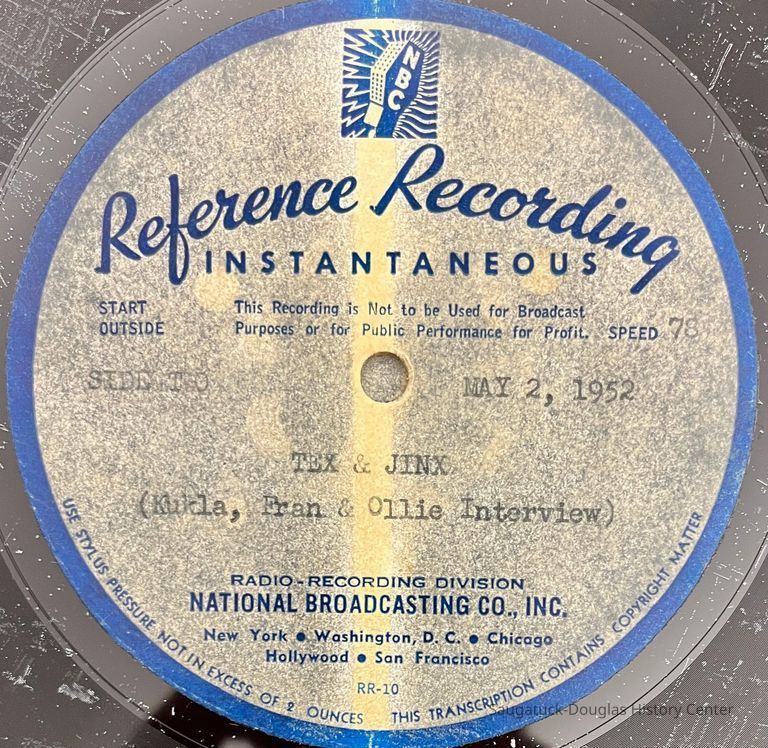 NBC
Reference Recording
INSTANTANEOUS
START OUTSIDE
This Recording is Not to be Used for Broadcast
Purposes or for Public Performance for Profit. SPEED 78
SIDE
MAY 2, 1952
TEX & JINX
(Kukla, Fran & Ollie Interview)
RADIO-RECORDING DIVISION
NATIONAL BROADCASTING CO., INC.
New York • Washington, D. C. • Chicago
Hollywood • San Francisco
RR-10
USE STYLUS PRESSURE NOT IN EXCESS OF 2 OUNCES
THIS TRANSCRIPTION CONTAINS COPYRIGHT MATTER
Saugatuck-Douglas History Center